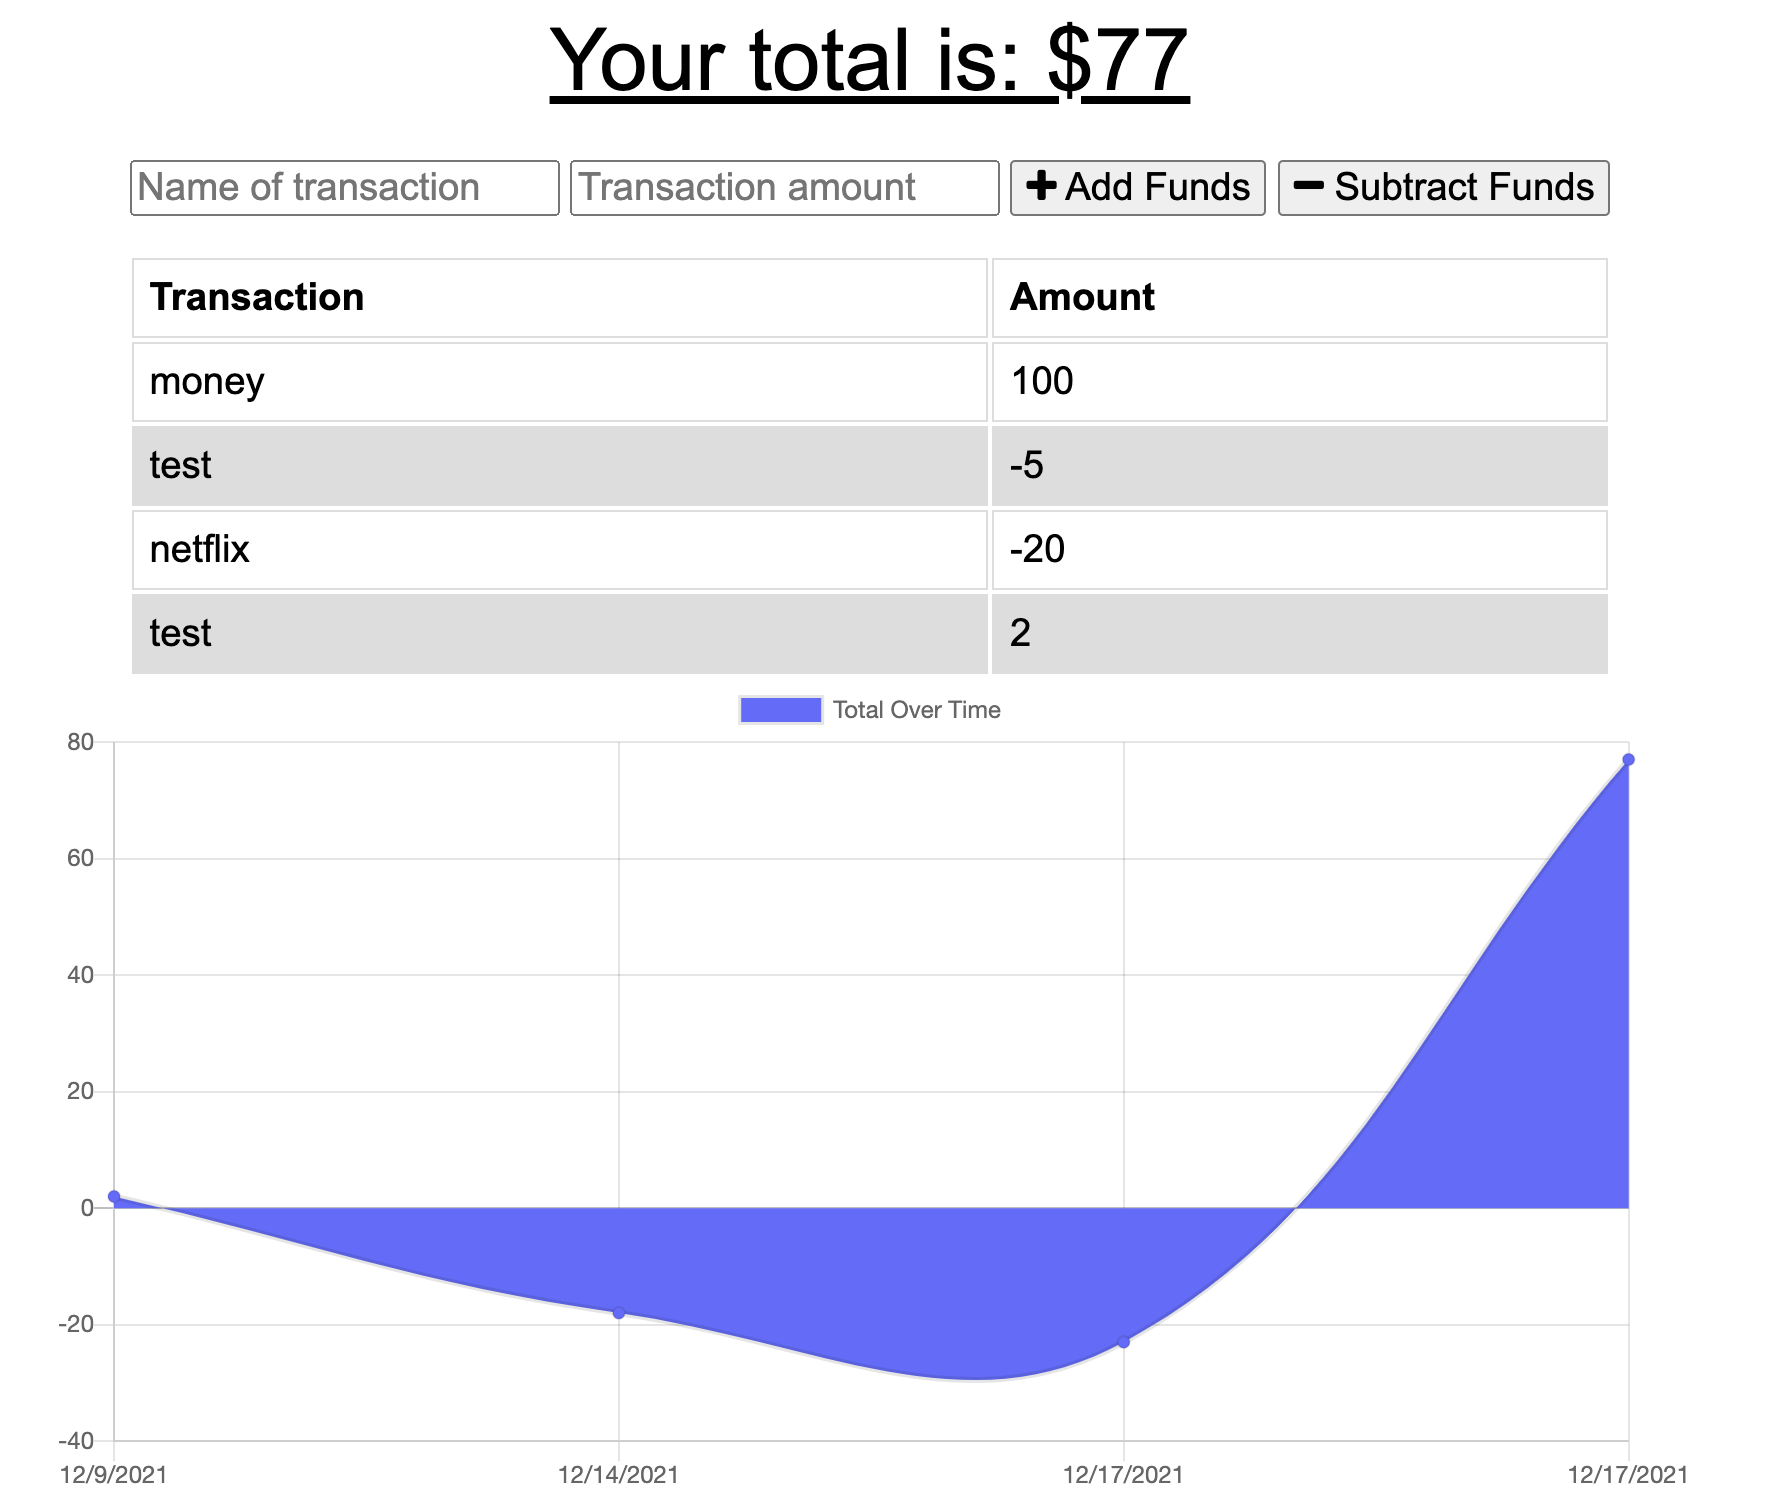 Your total is: $77
Name of transaction Transaction amount Add Funds Subtract Funds
Transaction Amount
money 100
test -5
netflix -20
test 2
Total Over Time
80
60
40
20
0
-20
-40
12/9/2021 12/14/2021 12/17/2021 12/17/2021